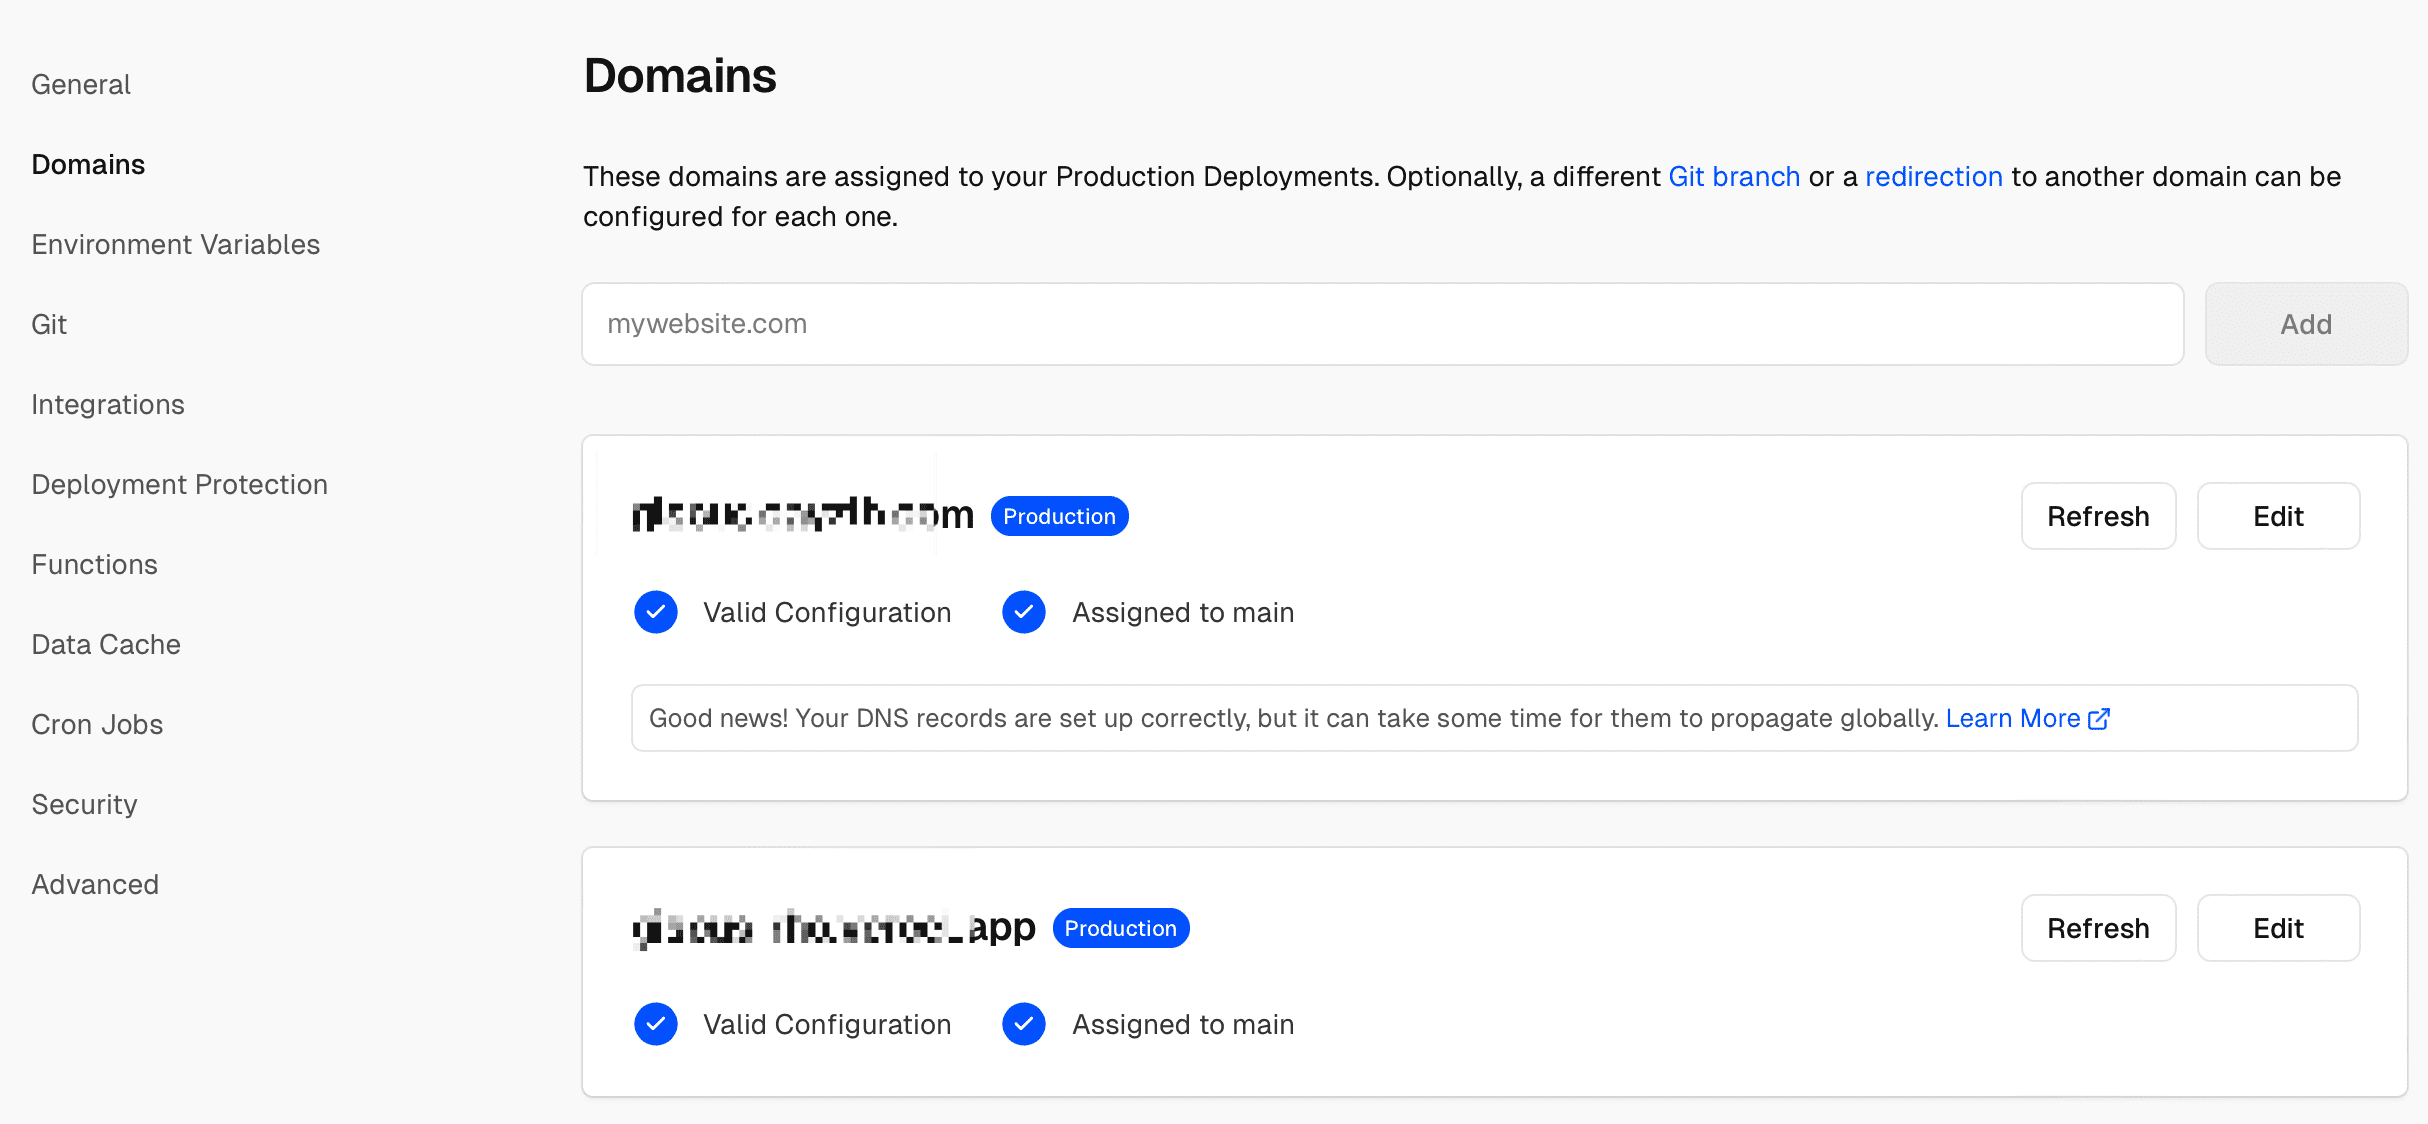 General
Domains
Environment Variables
Git
Integrations
Deployment Protection
Functions
Data Cache
Cron Jobs
Security
Advanced
Domains
These domains are assigned to your Production Deployments. Optionally, a different Git branch or a redirection to another domain can be
configured for each one.
mywebsite.com
Add
Production
Refresh
Edit
Valid Configuration
Assigned to main
Good news! Your DNS records are set up correctly, but it can take some time for them to propagate globally. Learn More
app
Production
Refresh
Edit
Valid Configuration
Assigned to main